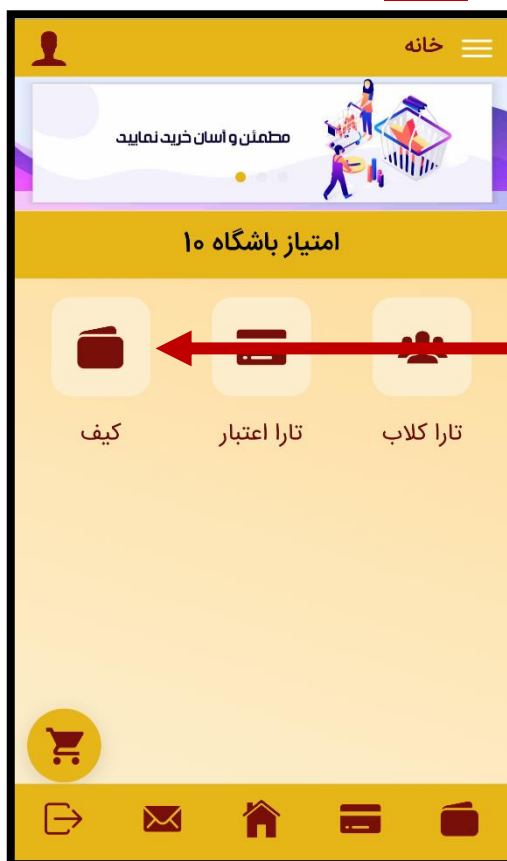 خانه
مطمئن و آسان خرید نمایید
امتیاز باشگاه ۱۰
تارا کلاب
تارا اعتبار
کیف